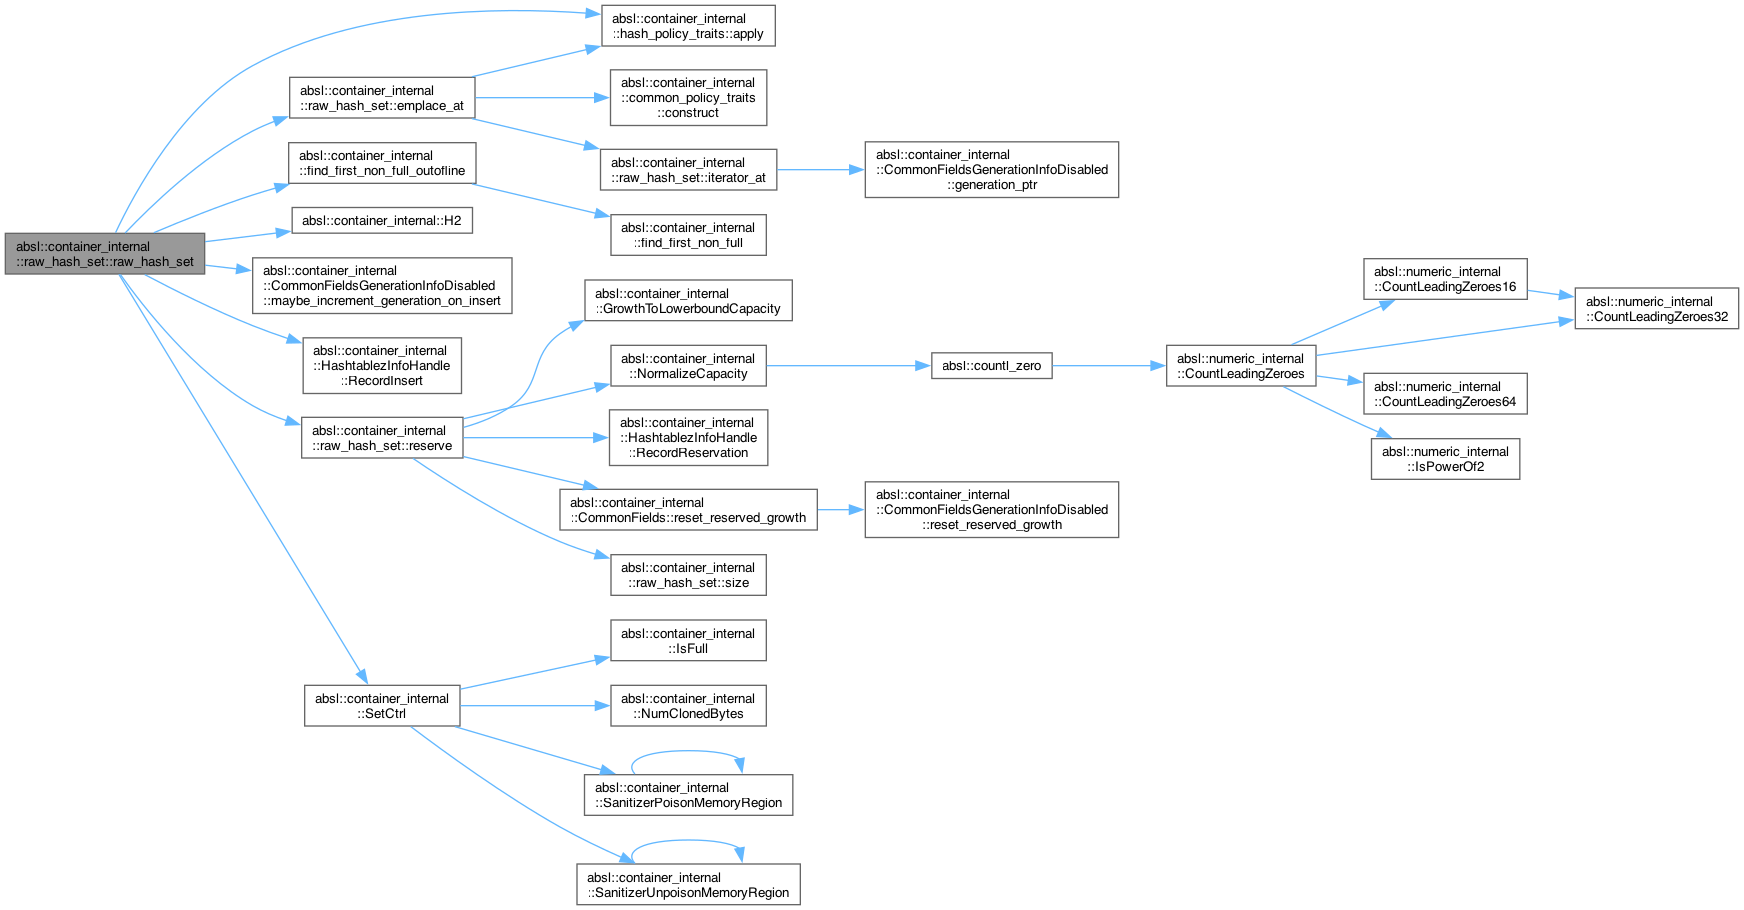 absl::container_internal
::raw_hash_set::raw_hash_set
absl::container_internal
::hash_policy_traits::apply
absl::container_internal
::raw_hash_set::emplace_at
absl::container_internal
::common_policy_traits
::construct
absl::container_internal
::raw_hash_set::iterator_at
absl::container_internal
::CommonFieldsGenerationInfoDisabled
::generation_ptr
absl::container_internal
::find_first_non_full_outofline
absl::container_internal
::find_first_non_full
absl::container_internal::H2
absl::container_internal
::CommonFieldsGenerationInfoDisabled
::maybe_increment_generation_on_insert
absl::container_internal
::HashtablezInfoHandle
::RecordInsert
absl::container_internal
::raw_hash_set::reserve
absl::container_internal
::GrowthToLowerboundCapacity
absl::container_internal
::NormalizeCapacity
absl::countl_zero
absl::numeric_internal
::CountLeadingZeroes
absl::numeric_internal
::CountLeadingZeroes16
absl::numeric_internal
::CountLeadingZeroes32
absl::numeric_internal
::CountLeadingZeroes64
absl::numeric_internal
::IsPowerOf2
absl::container_internal
::HashtablezInfoHandle
::RecordReservation
absl::container_internal
::CommonFields::reset_reserved_growth
absl::container_internal
::CommonFieldsGenerationInfoDisabled
::reset_reserved_growth
absl::container_internal
::raw_hash_set::size
absl::container_internal
::SetCtrl
absl::container_internal
::IsFull
absl::container_internal
::NumClonedBytes
absl::container_internal
::SanitizerPoisonMemoryRegion
absl::container_internal
::SanitizerUnpoisonMemoryRegion